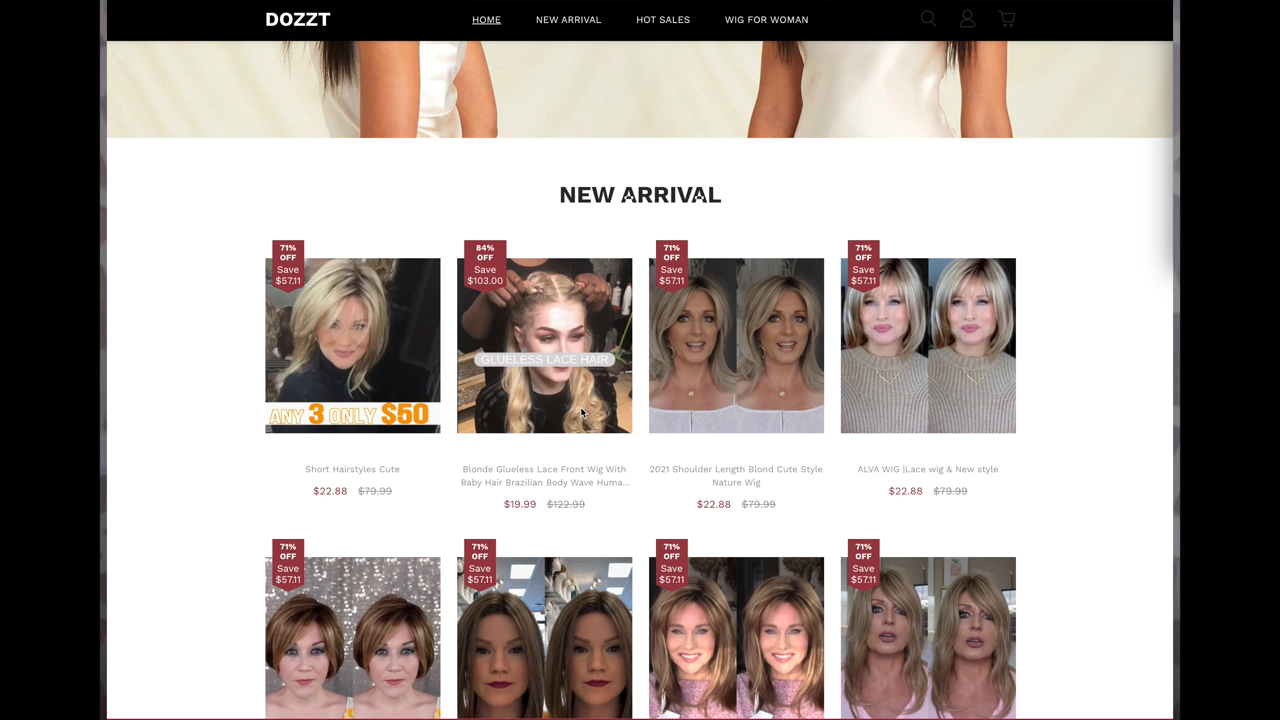 DOZZT
HOME
NEW ARRIVAL
HOT SALES
WIG FOR WOMAN
NEW ARRIVAL
71%
OFF
Save
$57.11
84%
OFF
Save
$103.00
71%
OFF
Save
$57.11
71%
OFF
Save
$57.11
ANY 3 ONLY $50
GLUELESS LACE HAIR
Short Hairstyles Cute
$22.88 $79.99
Blonde Glueless Lace Front Wig With
Baby Hair Brazilian Body Wave Huma...
$19.99 $122.99
2021 Shoulder Length Blond Cute Style
Nature Wig
$22.88 $79.99
ALVA WIG |Lace wig & New style
$22.88 $79.99
71%
OFF
Save
$57.11
71%
OFF
Save
$57.11
71%
OFF
Save
$57.11
71%
OFF
Save
$57.11